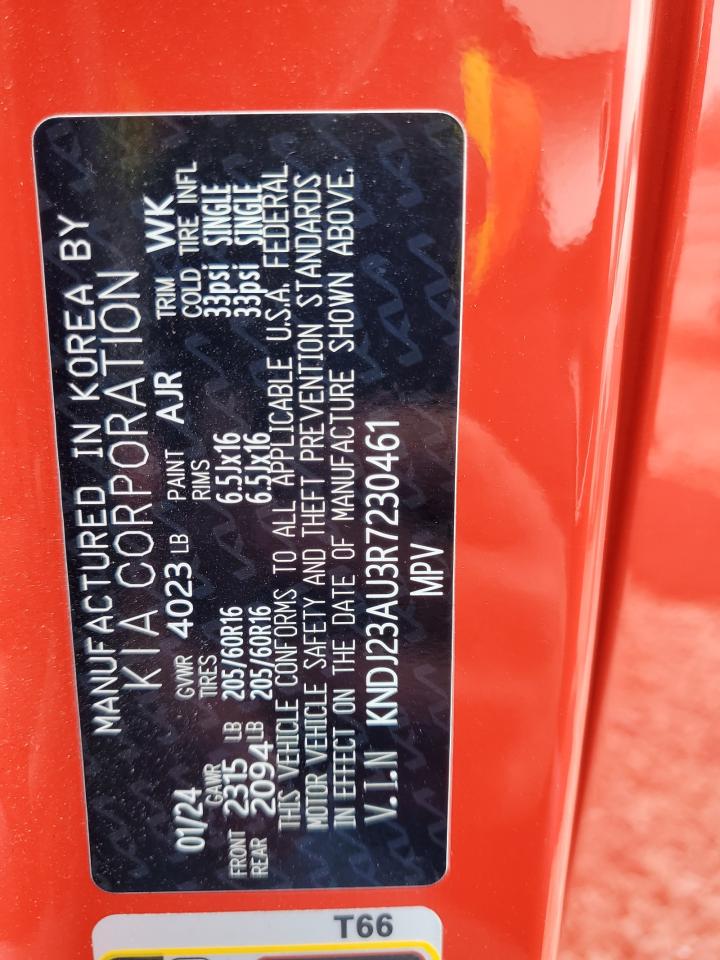 MANUFACTURED IN KOREA BY
KIA CORPORATION
01/24 GVWR 4023 LB PAINT AJR TRIM WK
GAWR TIRES RIMS COLD TIRE INFL
FRONT 2315 LB 205/60R16 6.5Jx16 33psi SINGLE
REAR 2094 LB 205/60R16 6.5Jx16 33psi SINGLE
THIS VEHICLE CONFORMS TO ALL APPLICABLE U.S.A. FEDERAL
MOTOR VEHICLE SAFETY AND THEFT PREVENTION STANDARDS
IN EFFECT ON THE DATE OF MANUFACTURE SHOWN ABOVE.
V.I.N KNDJ23AU3R7230461
MPV
T66